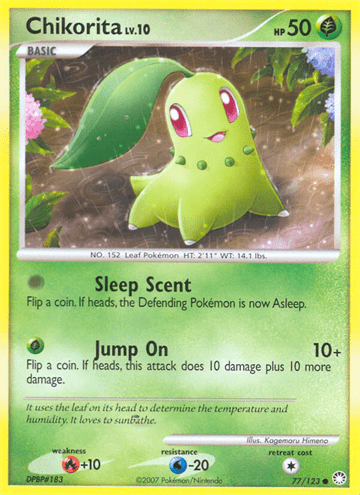 Chikorita LV.10 HP 50
BASIC
NO. 152 Leaf Pokémon HT: 2'11" WT: 14.1 lbs.
Sleep Scent
Flip a coin. If heads, the Defending Pokémon is now Asleep.
Jump On 10+
Flip a coin. If heads, this attack does 10 damage plus 10 more
damage.
It uses the leaf on its head to determine the temperature and
humidity. It loves to sunbathe.
DPBP#183
Illus. Kagemaru Himeno
weakness resistance retreat cost
+10 -20
©2007 Pokémon/Nintendo 77/123